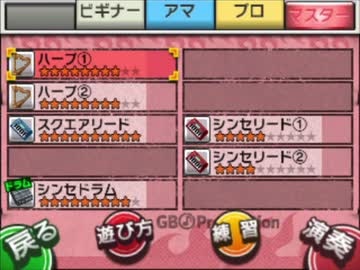 ビギナー
アマ
プロ
マスター
ハープ①
ハープ②
スクエアリード
シンセリード①
シンセリード②
ドラム
シンセドラム
戻る
遊び方
練習
演奏